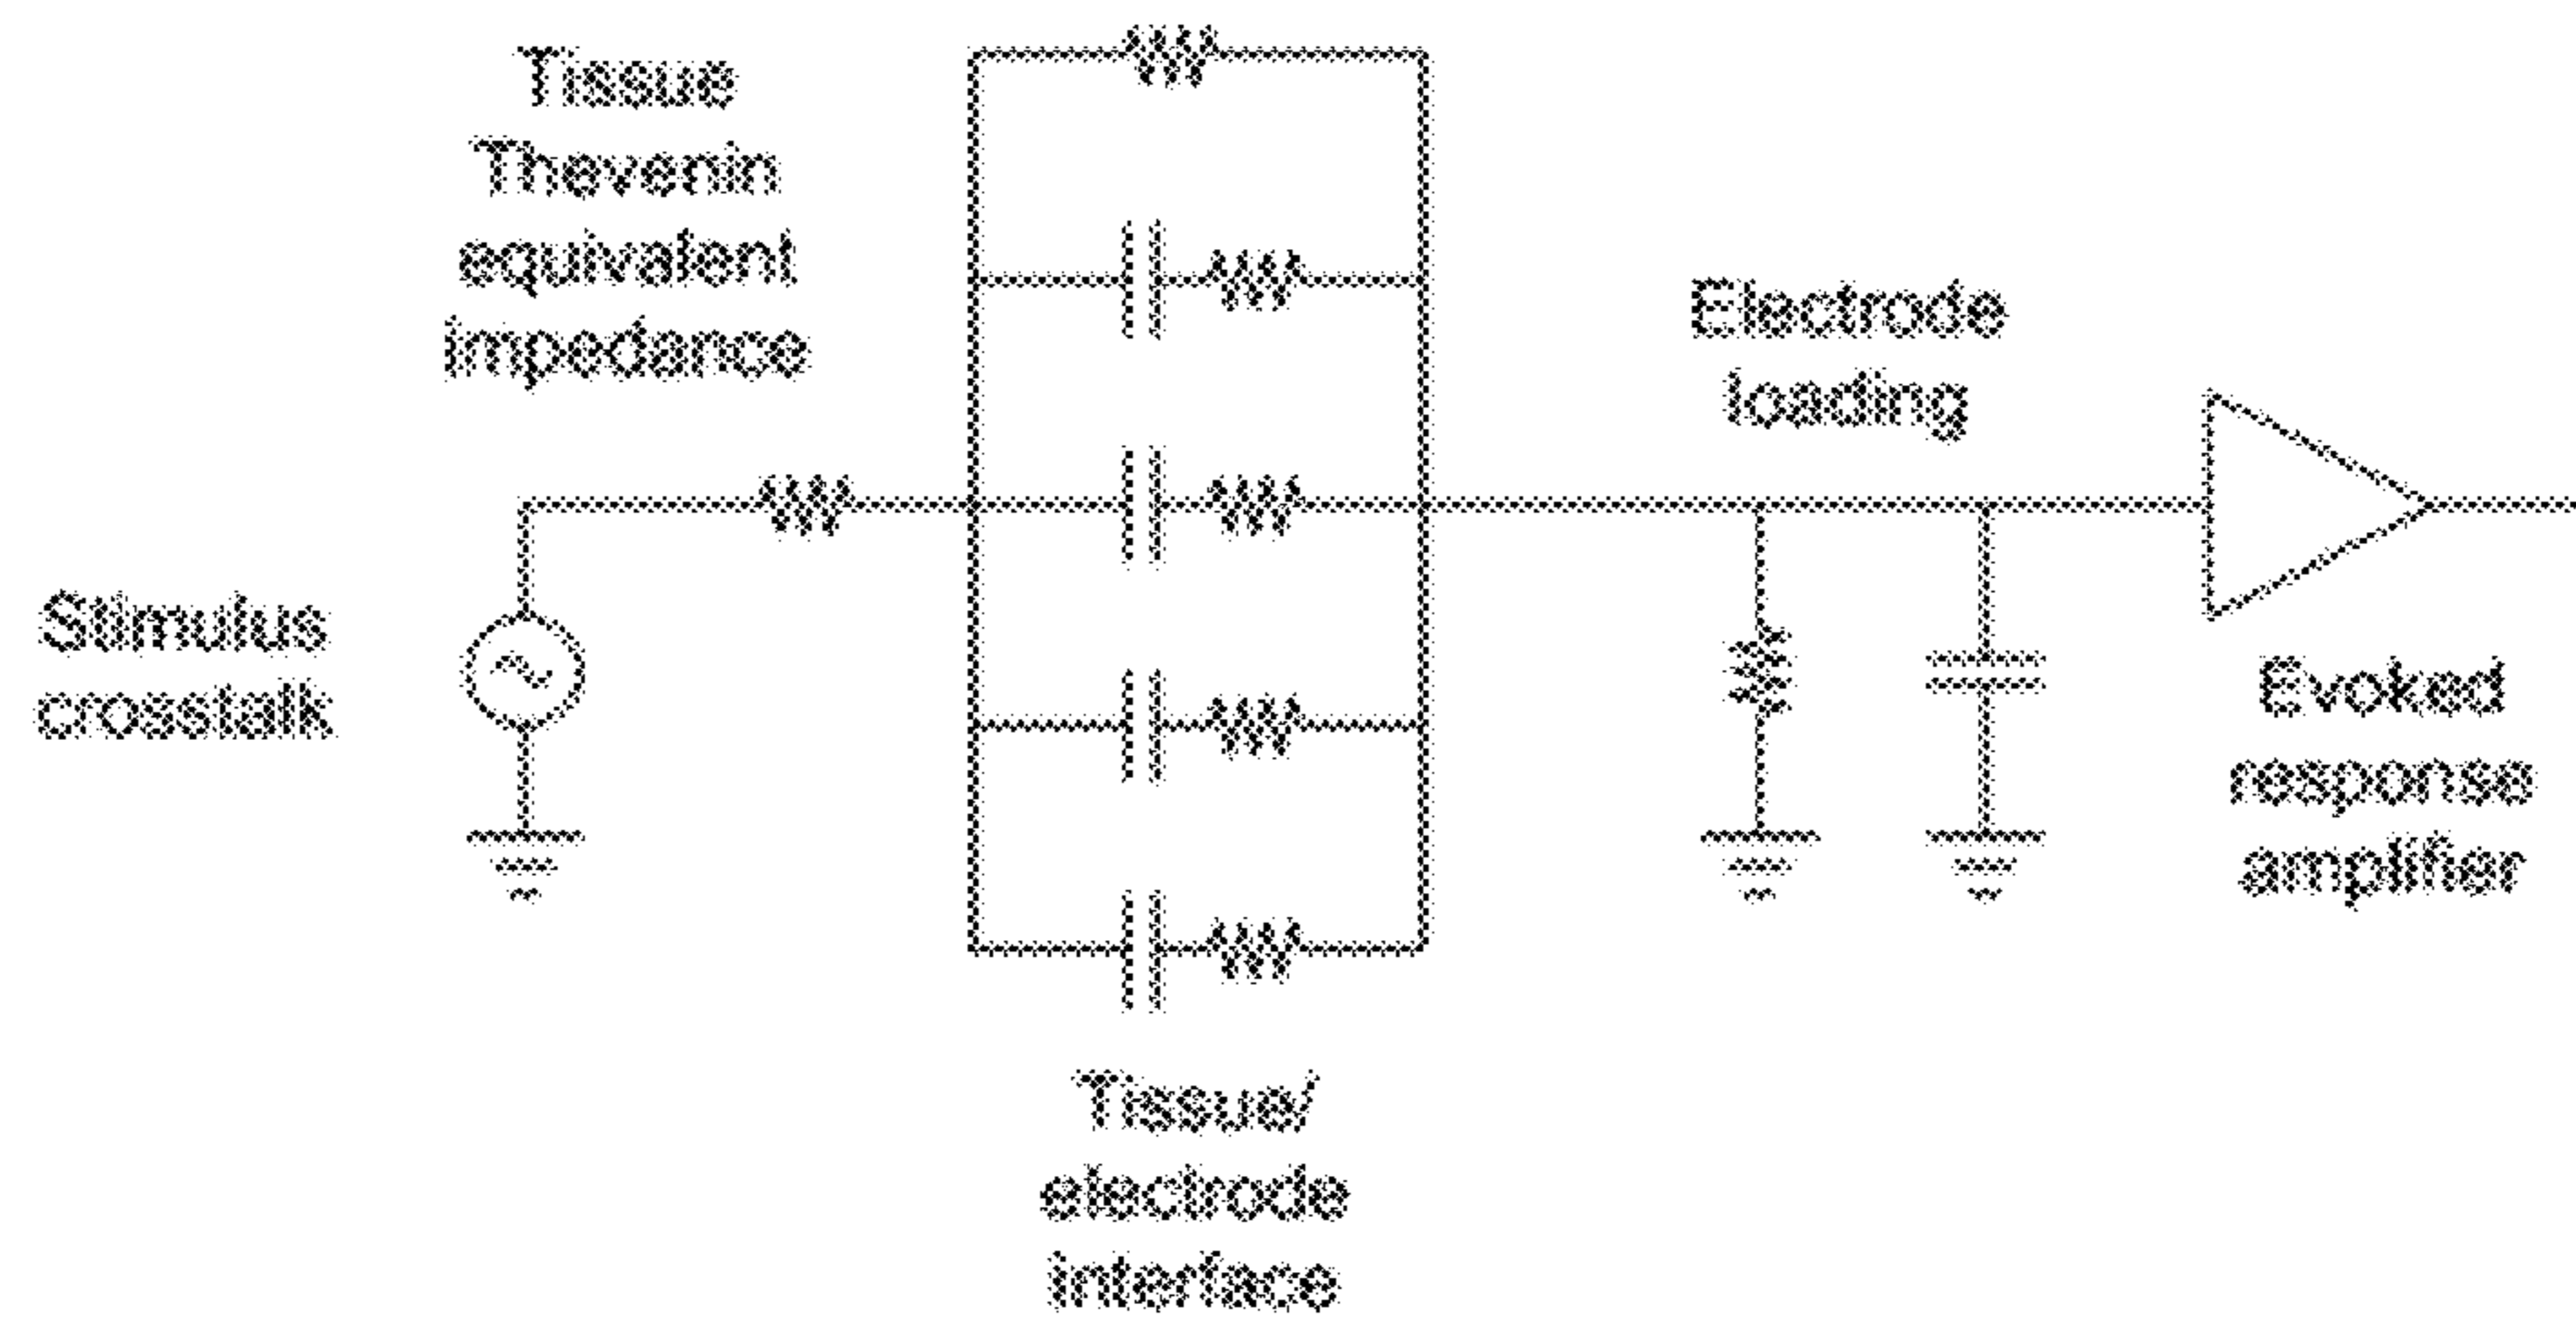 Tissue
Thevenin
equivalent
impedance
Electrode
loading
Stimulus
crosstalk
Evoked
response
amplifier
Tissue/
electrode
interface